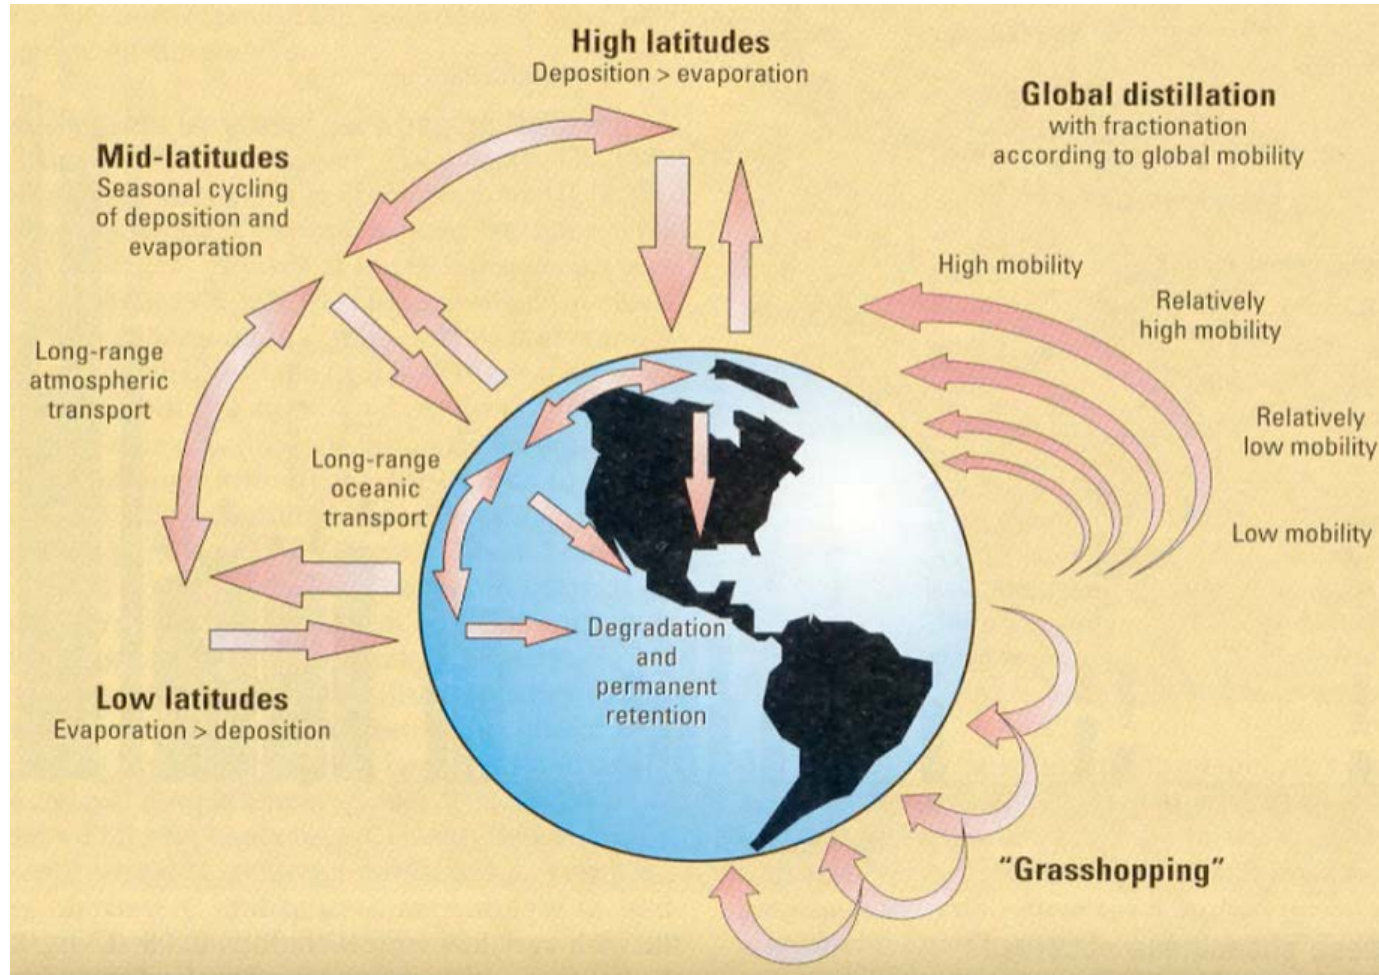 High latitudes
Deposition > evaporation
Global distillation
with fractionation
according to global mobility
Mid-latitudes
Seasonal cycling
of deposition and
evaporation
High mobility
Relatively
high mobility
Long-range
atmospheric
transport
Relatively
low mobility
Long-range
oceanic
transport
Low mobility
Degradation
and
permanent
retention
Low latitudes
Evaporation > deposition
"Grasshopping"